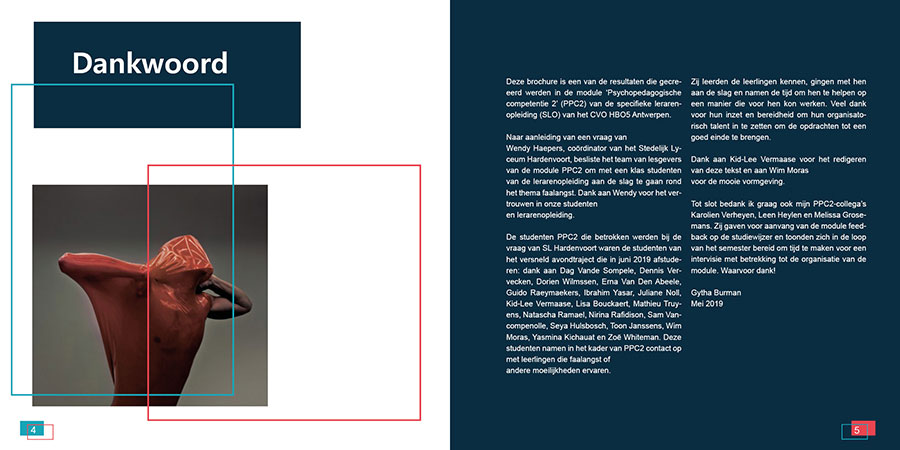 Dankwoord
4
Deze brochure is een van de resultaten die gecre-
eerd werden in de module 'Psychopedagogische
competentie 2' (PPC2) van de specifieke leraren-
opleiding (SLO) van het CVO HBO5 Antwerpen.
Naar aanleiding van een vraag van
Wendy Haepers, coördinator van het Stedelijk Ly-
ceum Hardenvoort, besliste het team van lesgevers
van de module PPC2 om met een klas studenten
van de lerarenopleiding aan de slag te gaan rond
het thema faalangst. Dank aan Wendy voor het ver-
trouwen in onze studenten
en lerarenopleiding.
De studenten PPC2 die betrokken werden bij de
vraag van SL Hardenvoort waren de studenten van
het versneld avondtraject die in juni 2019 afstude-
ren: dank aan Dag Vande Sompele, Dennis Ver-
vecken, Dorien Wilmssen, Erna Van Den Abeele,
Guido Raeymaekers, Ibrahim Yasar, Juliane Noll,
Kid-Lee Vermaase, Lisa Bouckaert, Mathieu Truy-
ens, Natascha Ramael, Nirina Rafidison, Sam Van-
compenolle, Seya Hulsbosch, Toon Janssens, Wim
Moras, Yasmina Kichauat en Zoë Whiteman. Deze
studenten namen in het kader van PPC2 contact op
met leerlingen die faalangst of
andere moeilijkheden ervaren.
Zij leerden de leerlingen kennen, gingen met hen
aan de slag en namen de tijd om hen te helpen op
een manier die voor hen kon werken. Veel dank
voor hun inzet en bereidheid om hun organisato-
risch talent in te zetten om de opdrachten tot een
goed einde te brengen.
Dank aan Kid-Lee Vermaase voor het redigeren
van deze tekst en aan Wim Moras
voor de mooie vormgeving.
Tot slot bedank ik graag ook mijn PPC2-collega's
Karolien Verheyen, Leen Heylen en Melissa Grose-
mans. Zij gaven voor aanvang van de module feed-
back op de studiewijzer en toonden zich in de loop
van het semester bereid om tijd te maken voor een
intervisie met betrekking tot de organisatie van de
module. Waarvoor dank!
Gytha Burman
Mei 2019
5